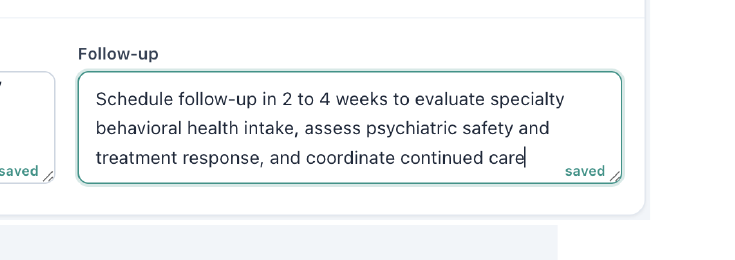 Follow-up
Schedule follow-up in 2 to 4 weeks to evaluate specialty
behavioral health intake, assess psychiatric safety and
treatment response, and coordinate continued care
saved
saved